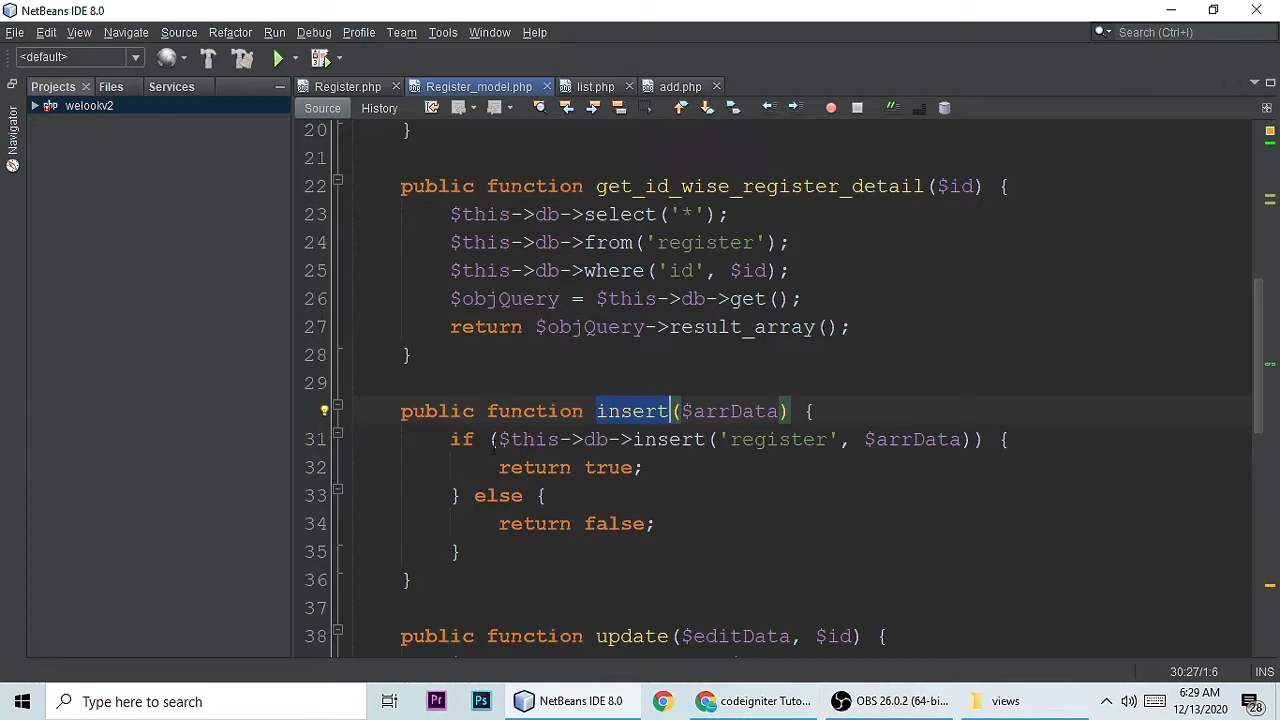 NetBeans IDE 8.0
File Edit View Navigate Source Refactor Run Debug Profile Team Tools Window Help
Search (Ctrl+I)
<default>
Projects Files Services
Register.php Register_model.php list.php add.php
welookv2
Navigator
Source History
20 }
21
22 public function get_id_wise_register_detail($id) {
23 $this->db->select('*');
24 $this->db->from('register');
25 $this->db->where('id', $id);
26 $objQuery = $this->db->get();
27 return $objQuery->result_array();
28 }
29
public function insert($arrData) {
31 if ($this->db->insert('register', $arrData)) {
32 return true;
33 } else {
34 return false;
35 }
36 }
37
38 public function update($editData, $id) {
30:27/1:6 INS
Type here to search
Pr
Ps
NetBeans IDE 8.0
codeigniter Tuto...
OBS 26.0.2 (64-bi...
views
6:29 AM
12/13/2020
28